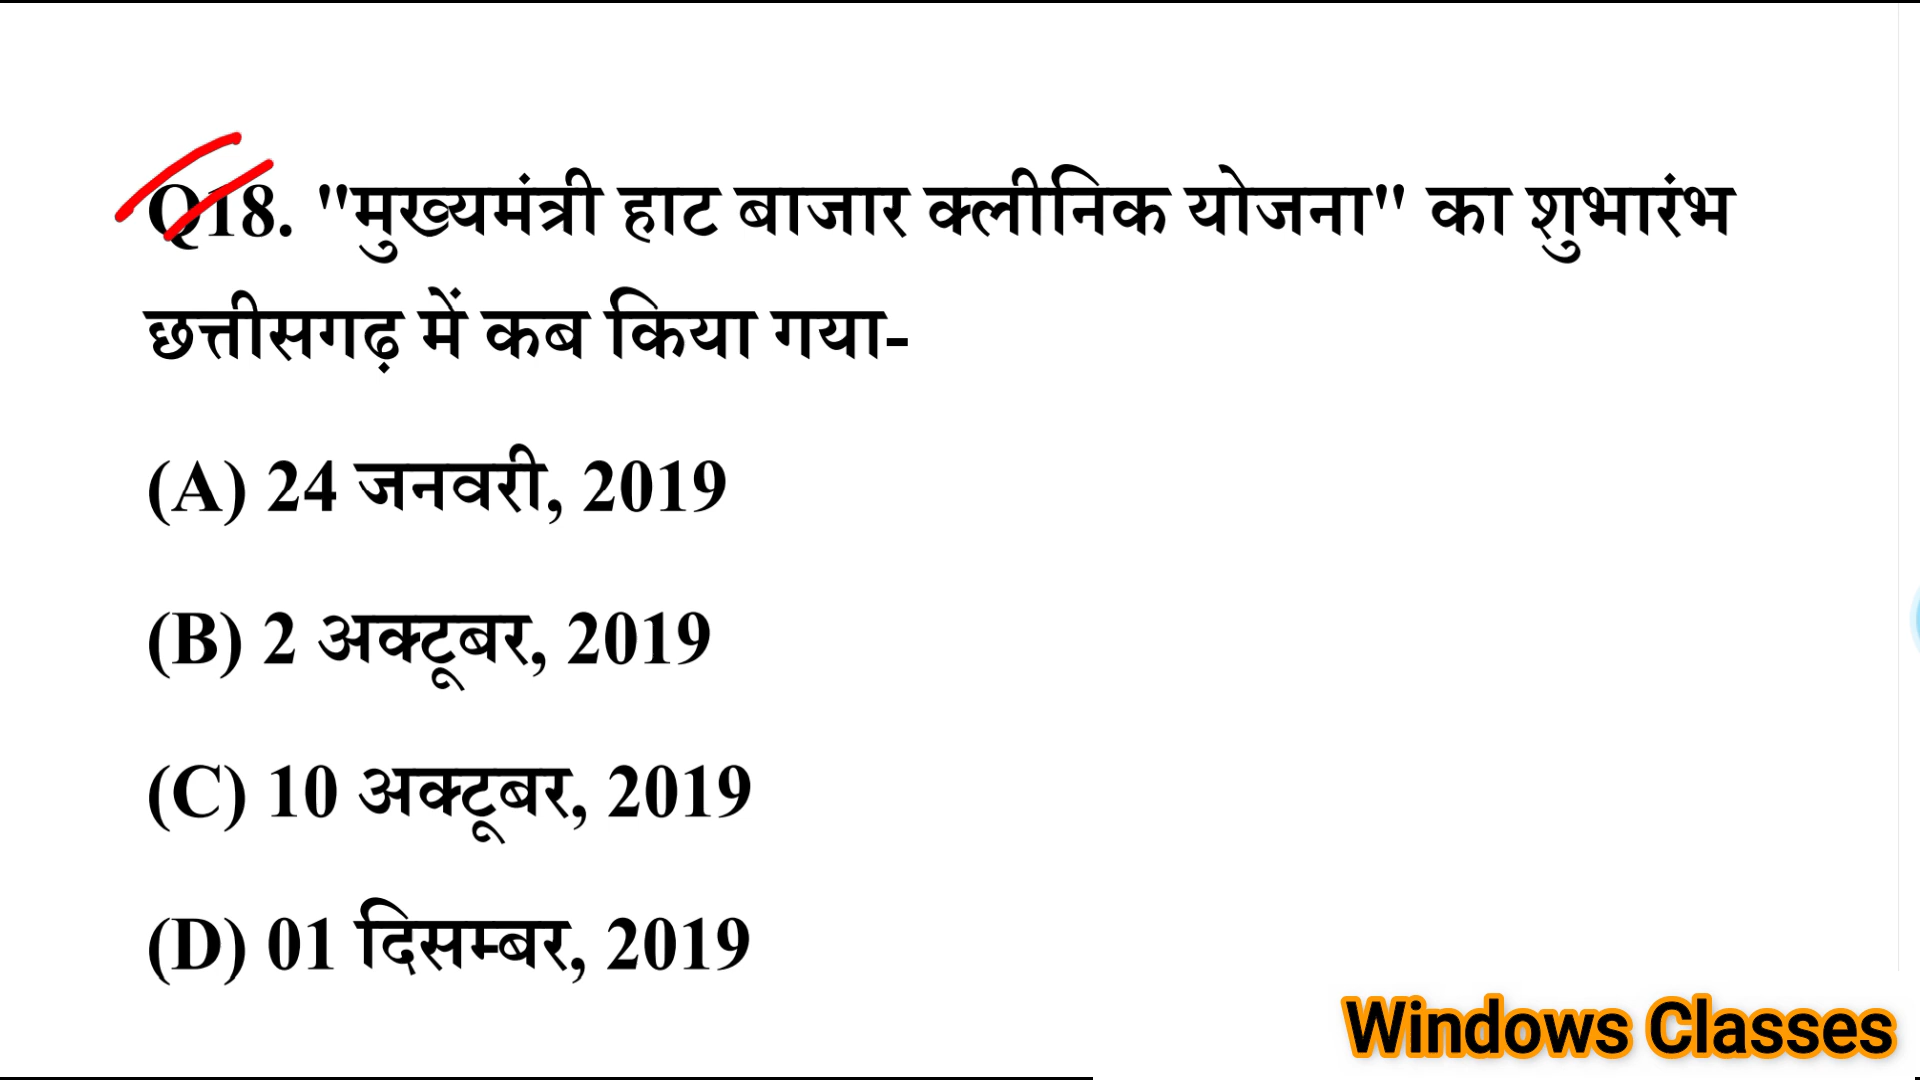 Q18. "मुख्यमंत्री हाट बाजार क्लीनिक योजना" का शुभारंभ
छत्तीसगढ़ में कब किया गया-
(A) 24 जनवरी, 2019
(B) 2 अक्टूबर, 2019
(C) 10 अक्टूबर, 2019
(D) 01 दिसम्बर, 2019
Windows Classes